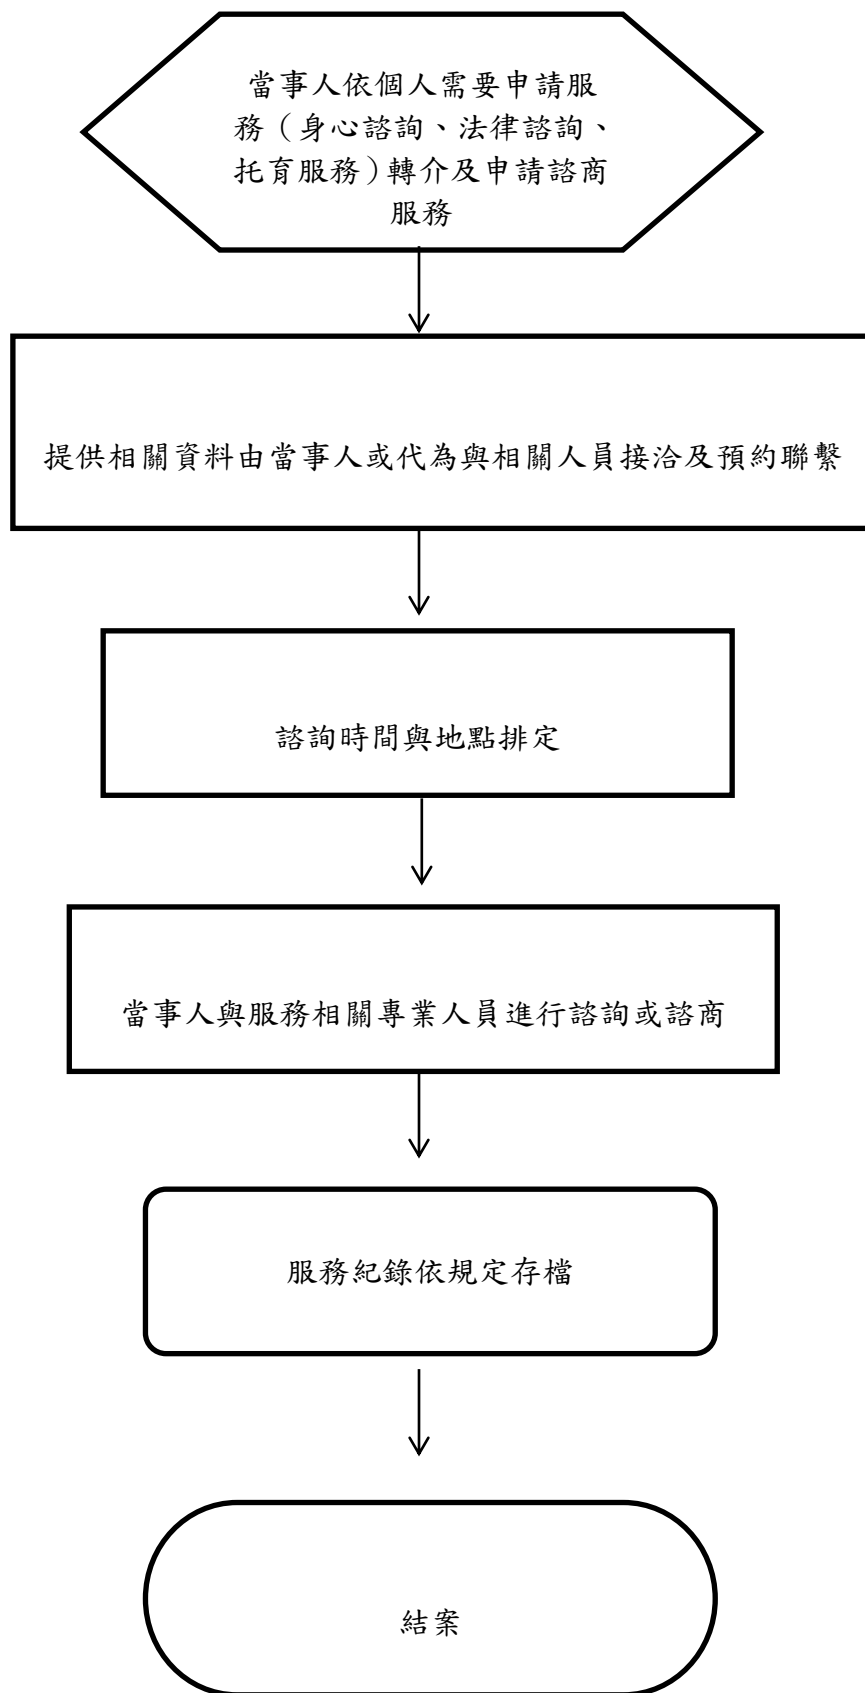 當事人依個人需要申請服
務（身心諮詢、法律諮詢、
托育服務）轉介及申請諮商
服務
提供相關資料由當事人或代為與相關人員接洽及預約聯繫
諮詢時間與地點排定
當事人與服務相關專業人員進行諮詢或諮商
服務紀錄依規定存檔
結案